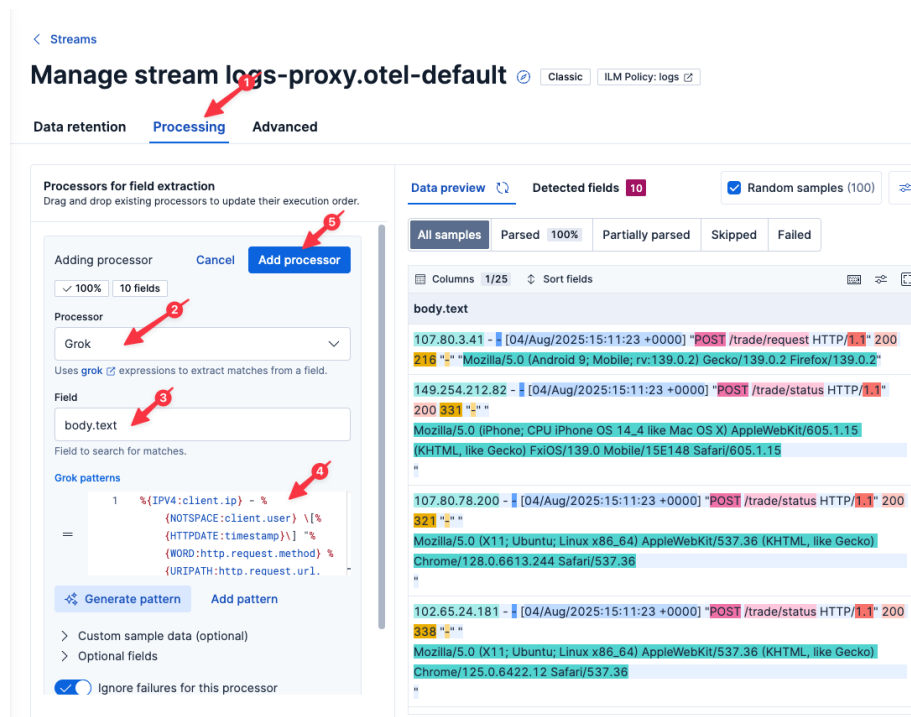 Streams
Manage stream logs-proxy.otel-default Classic ILM Policy: logs
1
Data retention Processing Advanced
Processors for field extraction
Drag and drop existing processors to update their execution order.
5
Adding processor Cancel Add processor
100% 10 fields
2
Processor
Grok
Uses grok expressions to extract matches from a field.
3
Field
body.text
Field to search for matches.
4
Grok patterns
1 %{IPV4:client.ip} - %
{NOTSPACE:client.user} \[%
{HTTPDATE:timestamp}\] "%
{WORD:http.request.method} %
{URIPATH:http.request.url.
Generate pattern Add pattern
Custom sample data (optional)
Optional fields
Ignore failures for this processor
Data preview Detected fields 10 Random samples (100)
All samples Parsed 100% Partially parsed Skipped Failed
Columns 1/25 Sort fields
body.text
107.80.3.41 - - [04/Aug/2025:15:11:23 +0000] "POST /trade/request HTTP/1.1" 200
216 "-" "Mozilla/5.0 (Android 9; Mobile; rv:139.0.2) Gecko/139.0.2 Firefox/139.0.2"
149.254.212.82 - - [04/Aug/2025:15:11:23 +0000] "POST /trade/status HTTP/1.1"
200 331 "-" "
Mozilla/5.0 (iPhone; CPU iPhone OS 14_4 like Mac OS X) AppleWebKit/605.1.15
(KHTML, like Gecko) FxiOS/139.0 Mobile/15E148 Safari/605.1.15
"
107.80.78.200 - - [04/Aug/2025:15:11:23 +0000] "POST /trade/status HTTP/1.1" 200
321 "-" "
Mozilla/5.0 (X11; Ubuntu; Linux x86_64) AppleWebKit/537.36 (KHTML, like Gecko)
Chrome/128.0.6613.244 Safari/537.36
"
102.65.24.181 - - [04/Aug/2025:15:11:23 +0000] "POST /trade/status HTTP/1.1" 200
338 "-" "
Mozilla/5.0 (X11; Ubuntu; Linux x86_64) AppleWebKit/537.36 (KHTML, like Gecko)
Chrome/125.0.6422.12 Safari/537.36
"